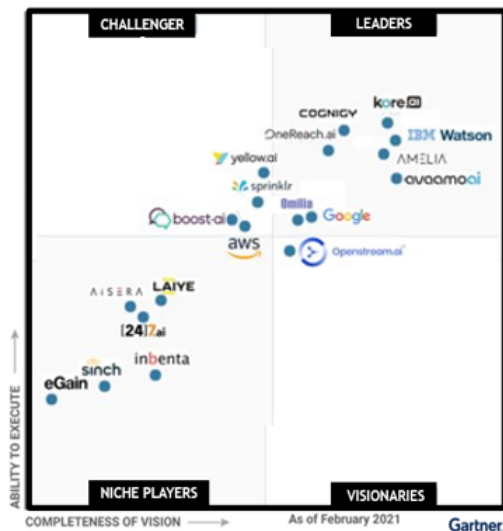 CHALLENGER
LEADERS
COGNIGY
kore.ai
OneReach.ai
IBM Watson
AMELIA
yellow.ai
avaamoai
sprinklr
Omilia
Google
boost.ai
aws
Openstream.ai
AiSERA
LAIYE
[24]7.ai
inbenta
sinch
eGain
NICHE PLAYERS
VISIONARIES
ABILITY TO EXECUTE
COMPLETENESS OF VISION
As of February 2021
Gartner